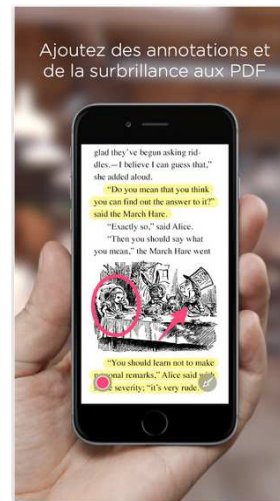 Ajoutez des annotations et
de la surbrillance aux PDF
glad they've begun asking rid-
dles.—I believe I can guess that,"
she added aloud.
"Do you mean that you think
you can find out the answer to it?"
said the March Hare.
"Exactly so," said Alice.
"Then you should say what
you mean," the March Hare went
"You should learn not to make
personal remarks," Alice said with
severity; "it's very rude.